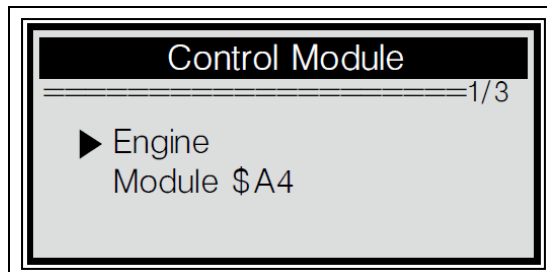 Control Module
====================1/3
▶ Engine
Module $A4